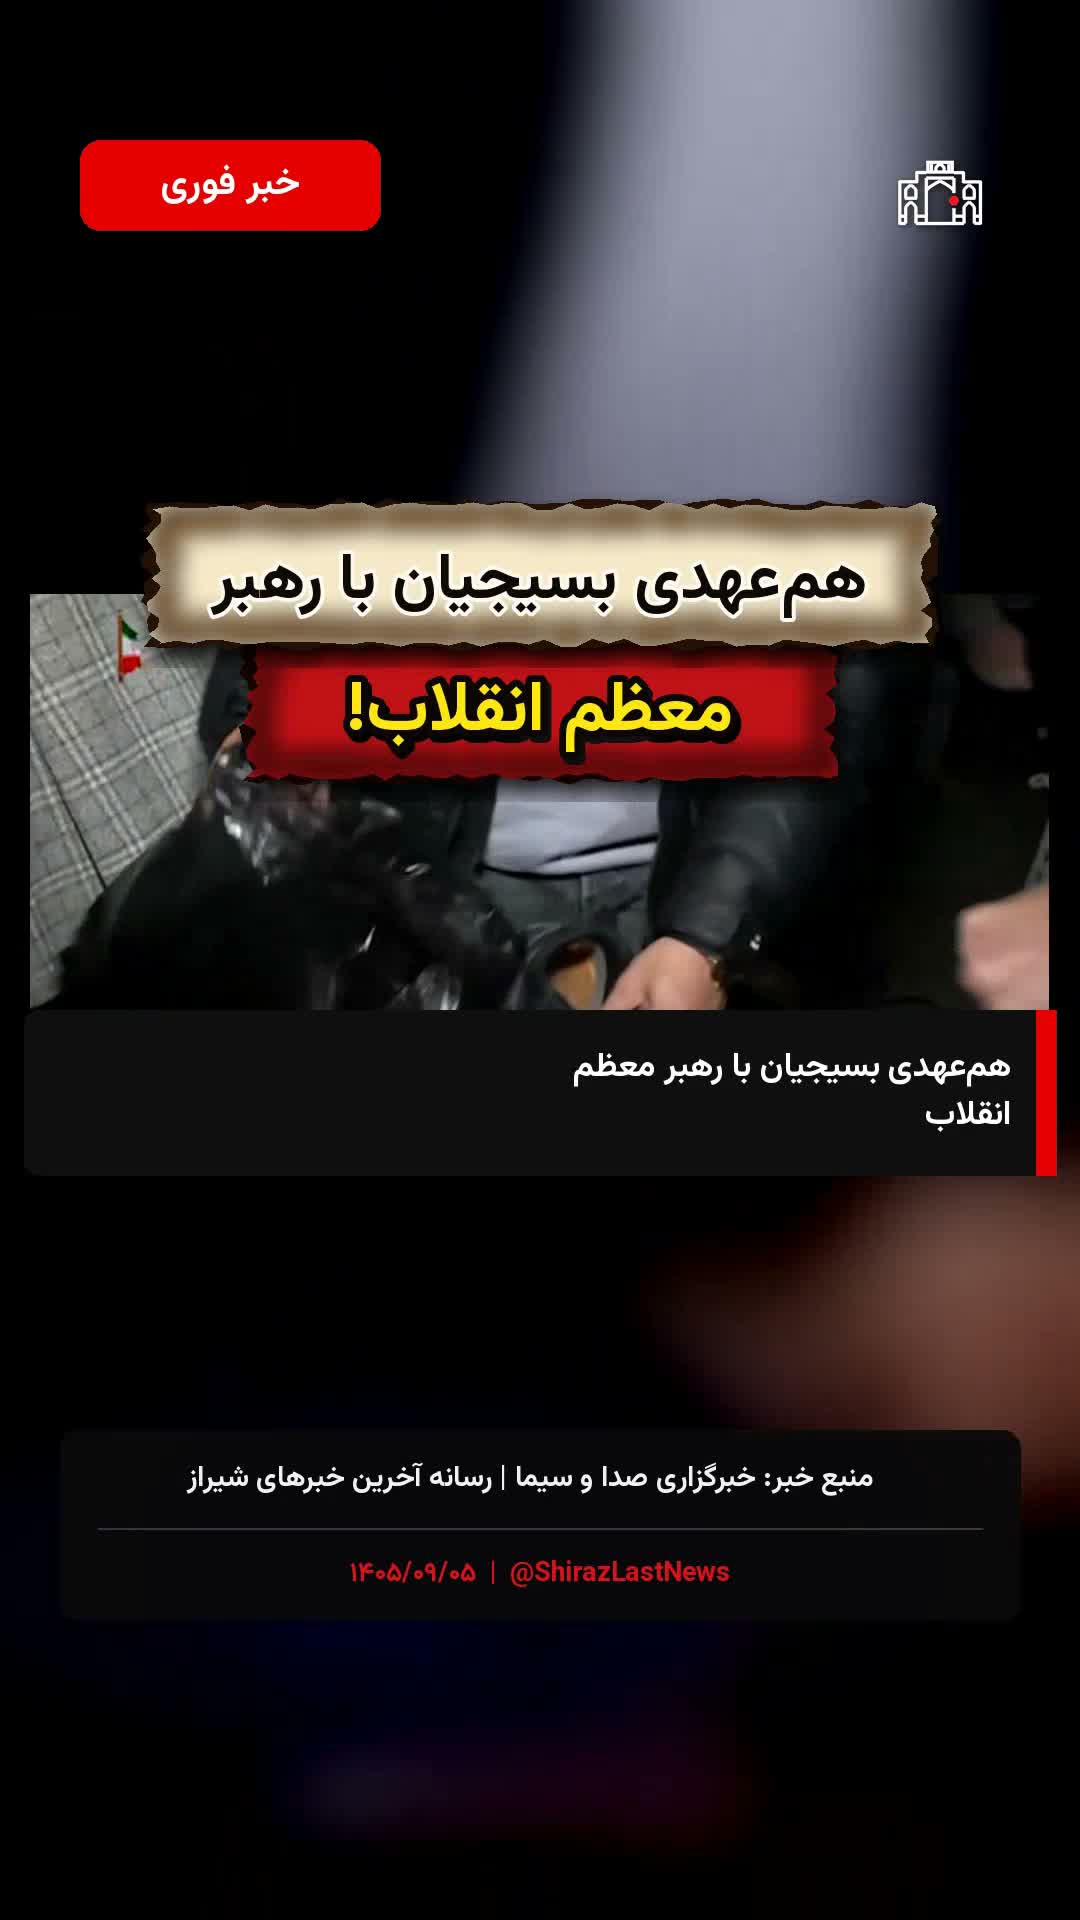 خبر فوری
هم‌عهدی بسیجیان با رهبر
معظم انقلاب!
هم‌عهدی بسیجیان با رهبر معظم
انقلاب
منبع خبر: خبرگزاری صدا و سیما | رسانه آخرین خبرهای شیراز
۱۴۰۵/۰۹/۰۵ | @ShirazLastNews